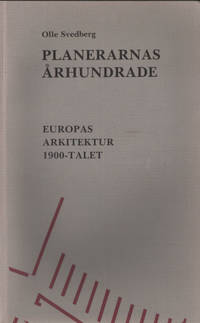 Olle Svedberg
PLANERARNAS
ÅRHUNDRADE
EUROPAS
ARKITEKTUR
1900-TALET